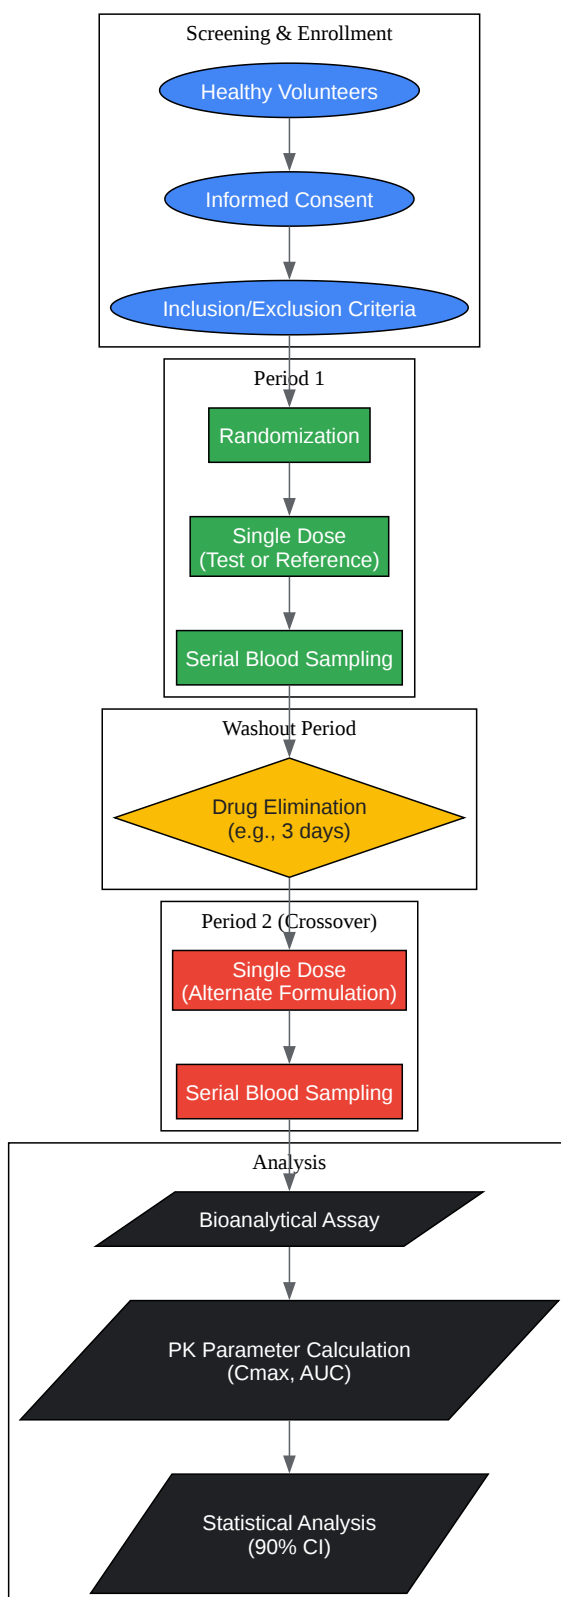 Screening & Enrollment
Healthy Volunteers
Informed Consent
Inclusion/Exclusion Criteria
Period 1
Randomization
Single Dose
(Test or Reference)
Serial Blood Sampling
Washout Period
Drug Elimination
(e.g., 3 days)
Period 2 (Crossover)
Single Dose
(Alternate Formulation)
Serial Blood Sampling
Analysis
Bioanalytical Assay
PK Parameter Calculation
(Cmax, AUC)
Statistical Analysis
(90% CI)